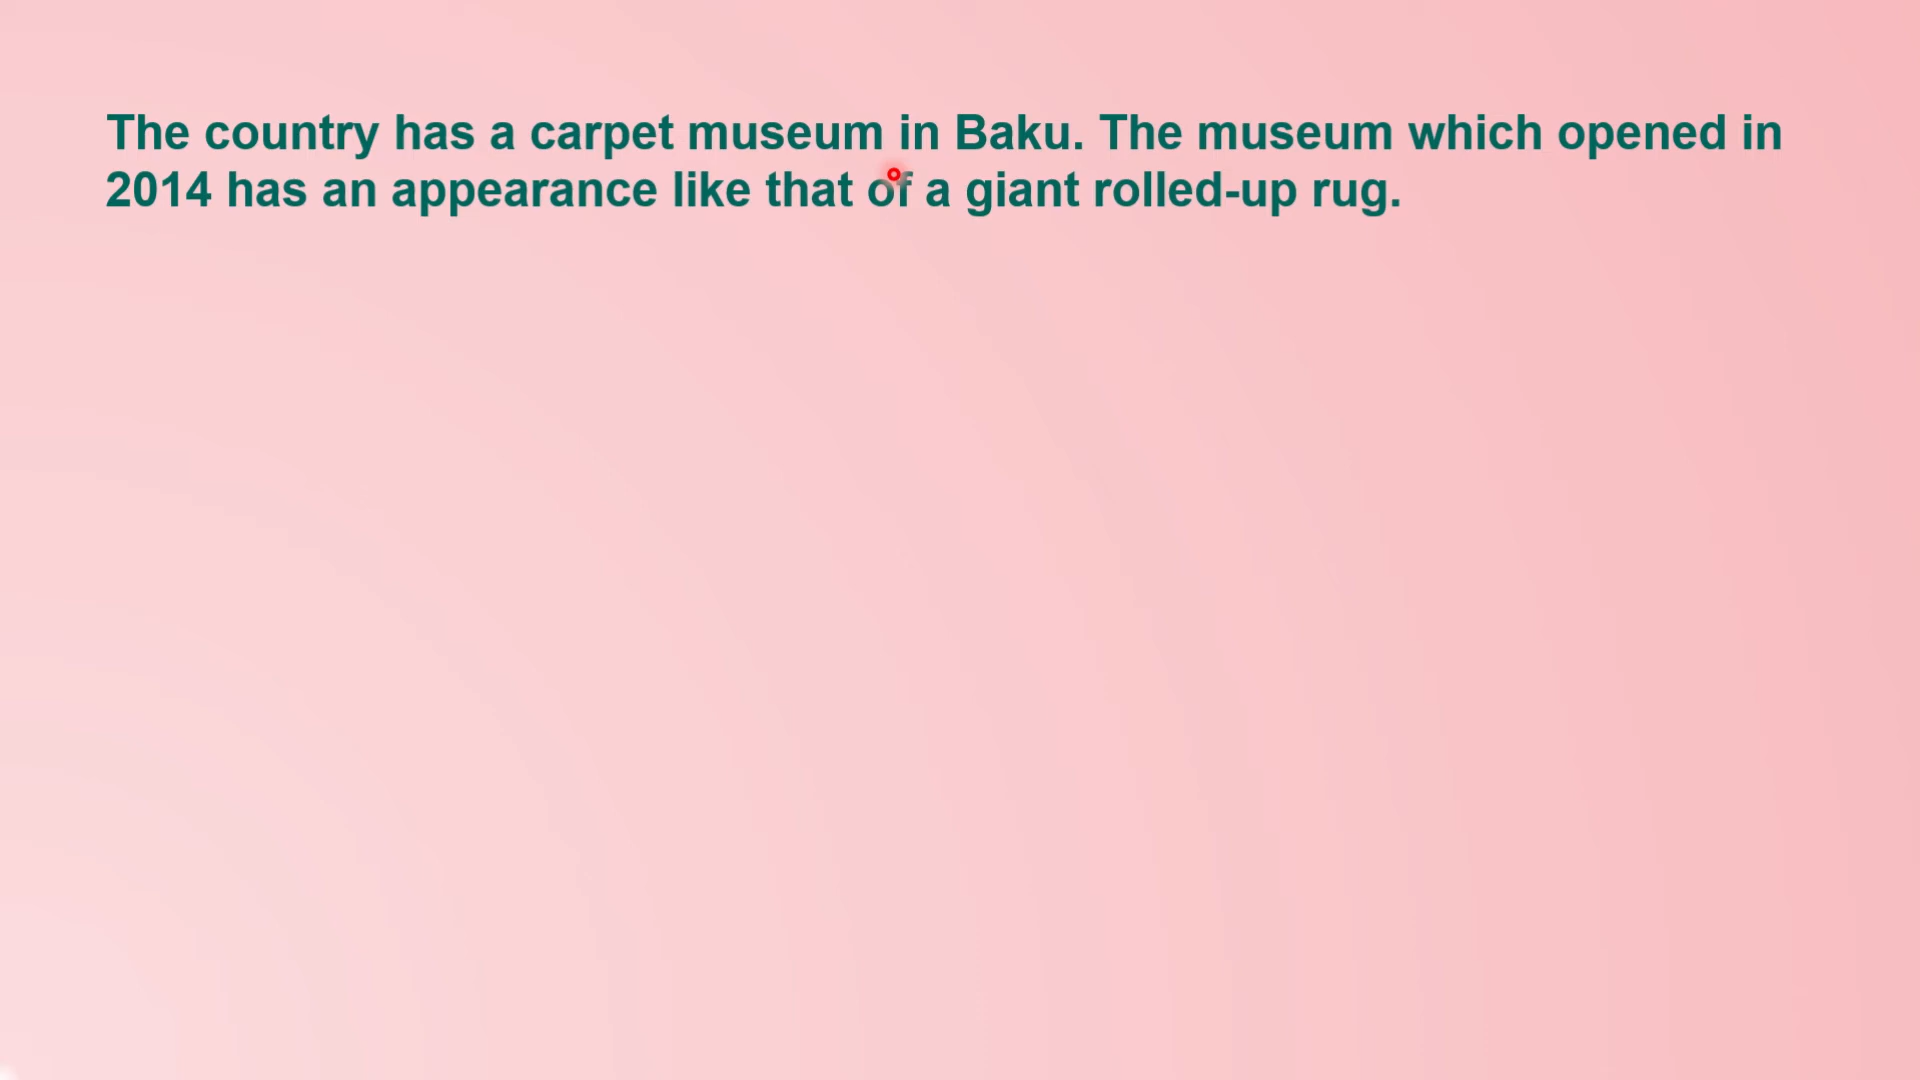 The country has a carpet museum in Baku. The museum which opened in
2014 has an appearance like that of a giant rolled-up rug.